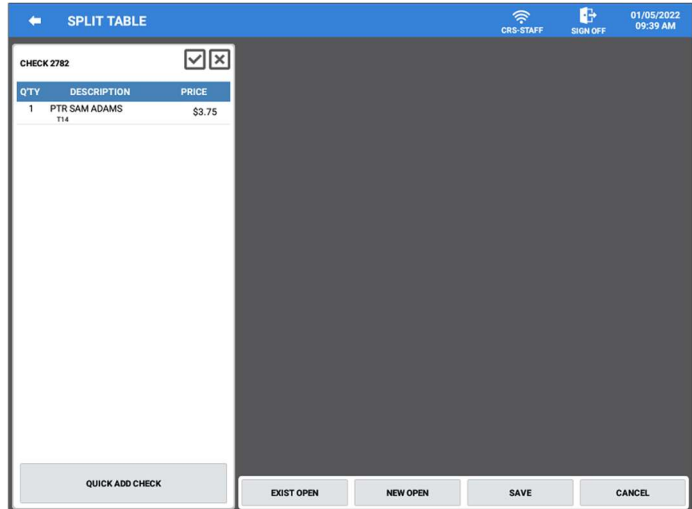 SPLIT TABLE
CRS-STAFF
SIGN OFF
01/05/2022
09:39 AM
CHECK 2782
Q'TY DESCRIPTION PRICE
1 PTR SAM ADAMS $3.75
T14
QUICK ADD CHECK
EXIST OPEN NEW OPEN SAVE CANCEL